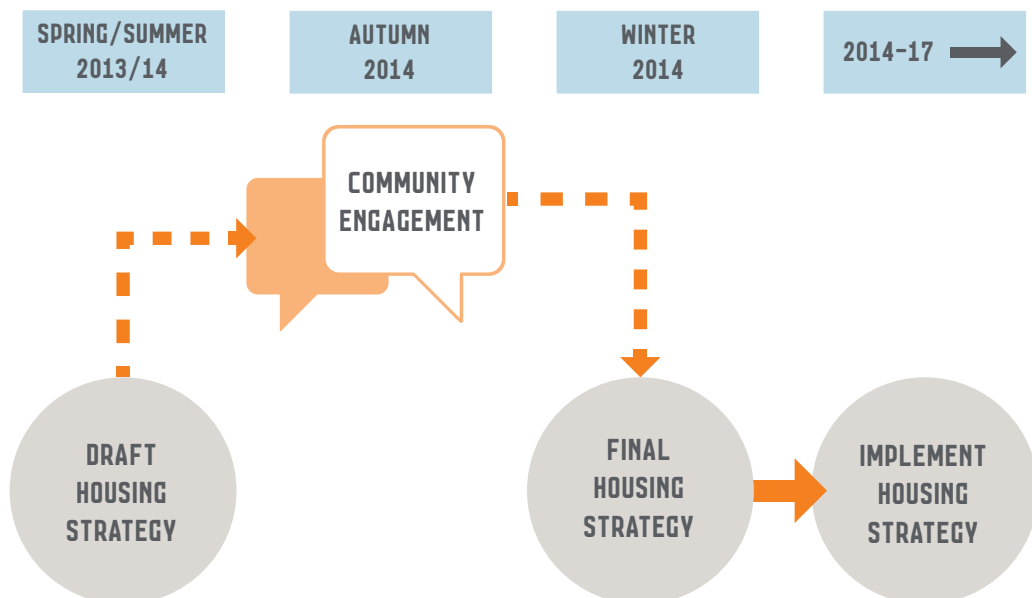 SPRING/SUMMER
2013/14
AUTUMN
2014
WINTER
2014
2014-17
COMMUNITY
ENGAGEMENT
DRAFT
HOUSING
STRATEGY
FINAL
HOUSING
STRATEGY
IMPLEMENT
HOUSING
STRATEGY